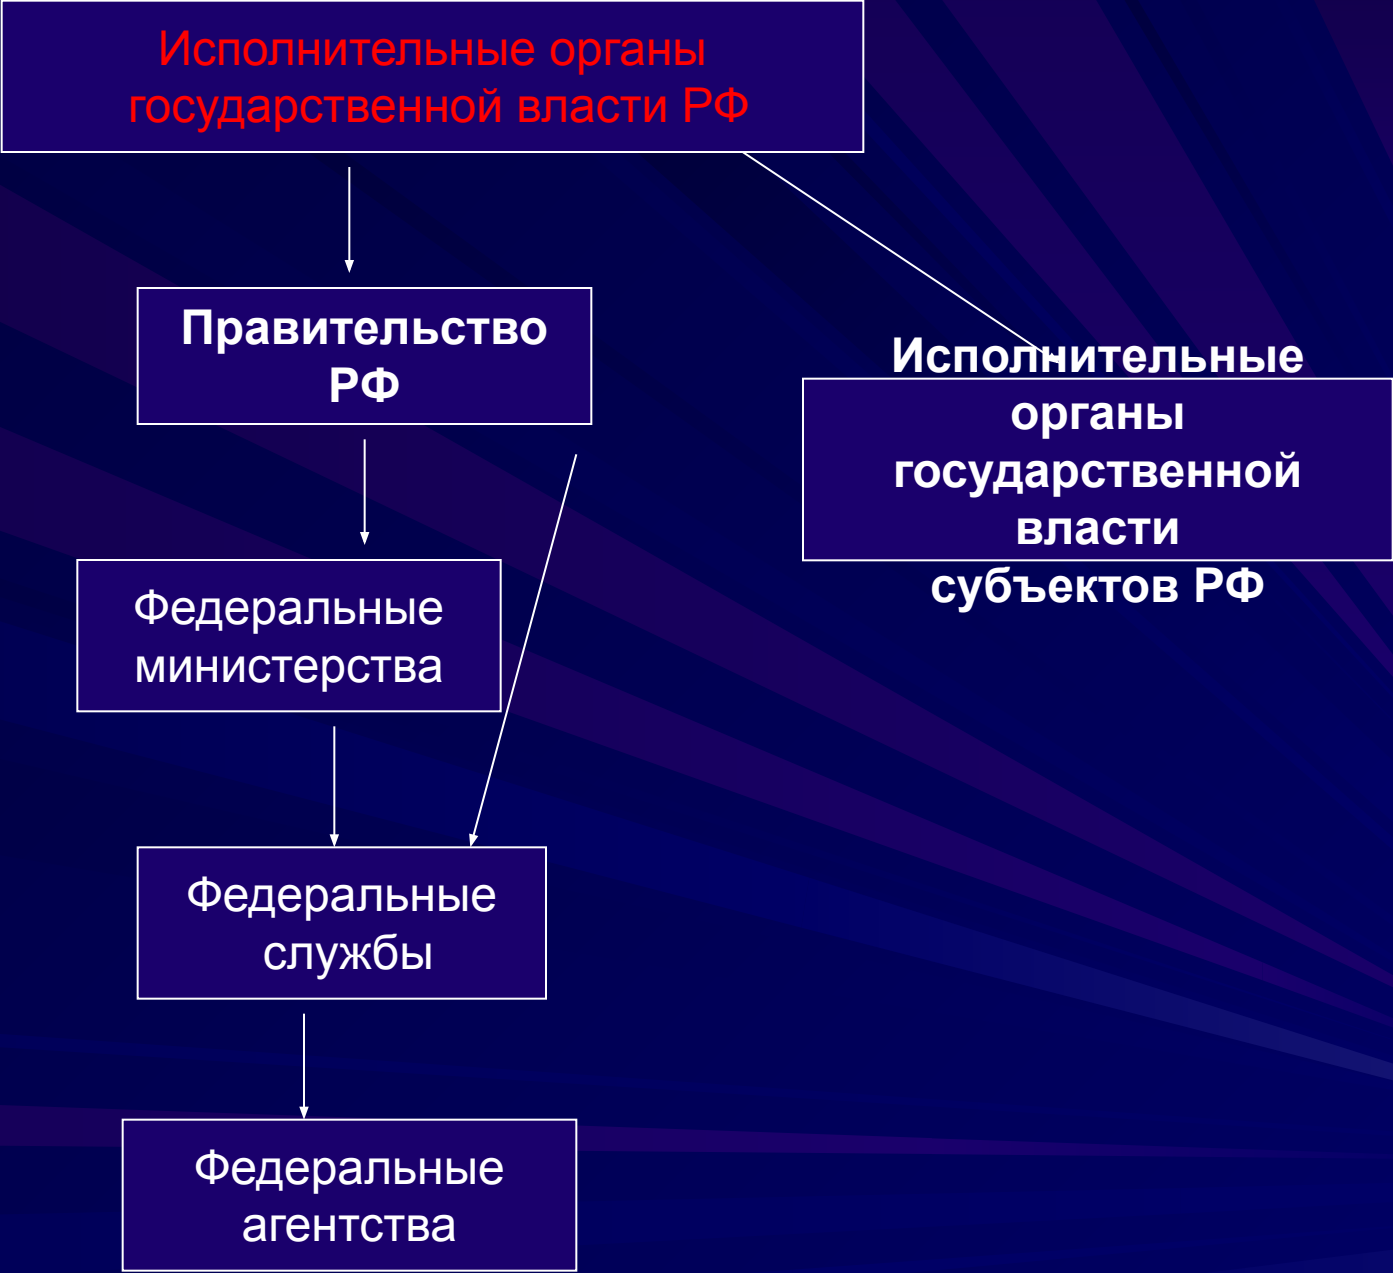 Исполнительные органы
государственной власти РФ
Правительство
РФ
Исполнительные
органы
государственной
власти
субъектов РФ
Федеральные
министерства
Федеральные
службы
Федеральные
агентства